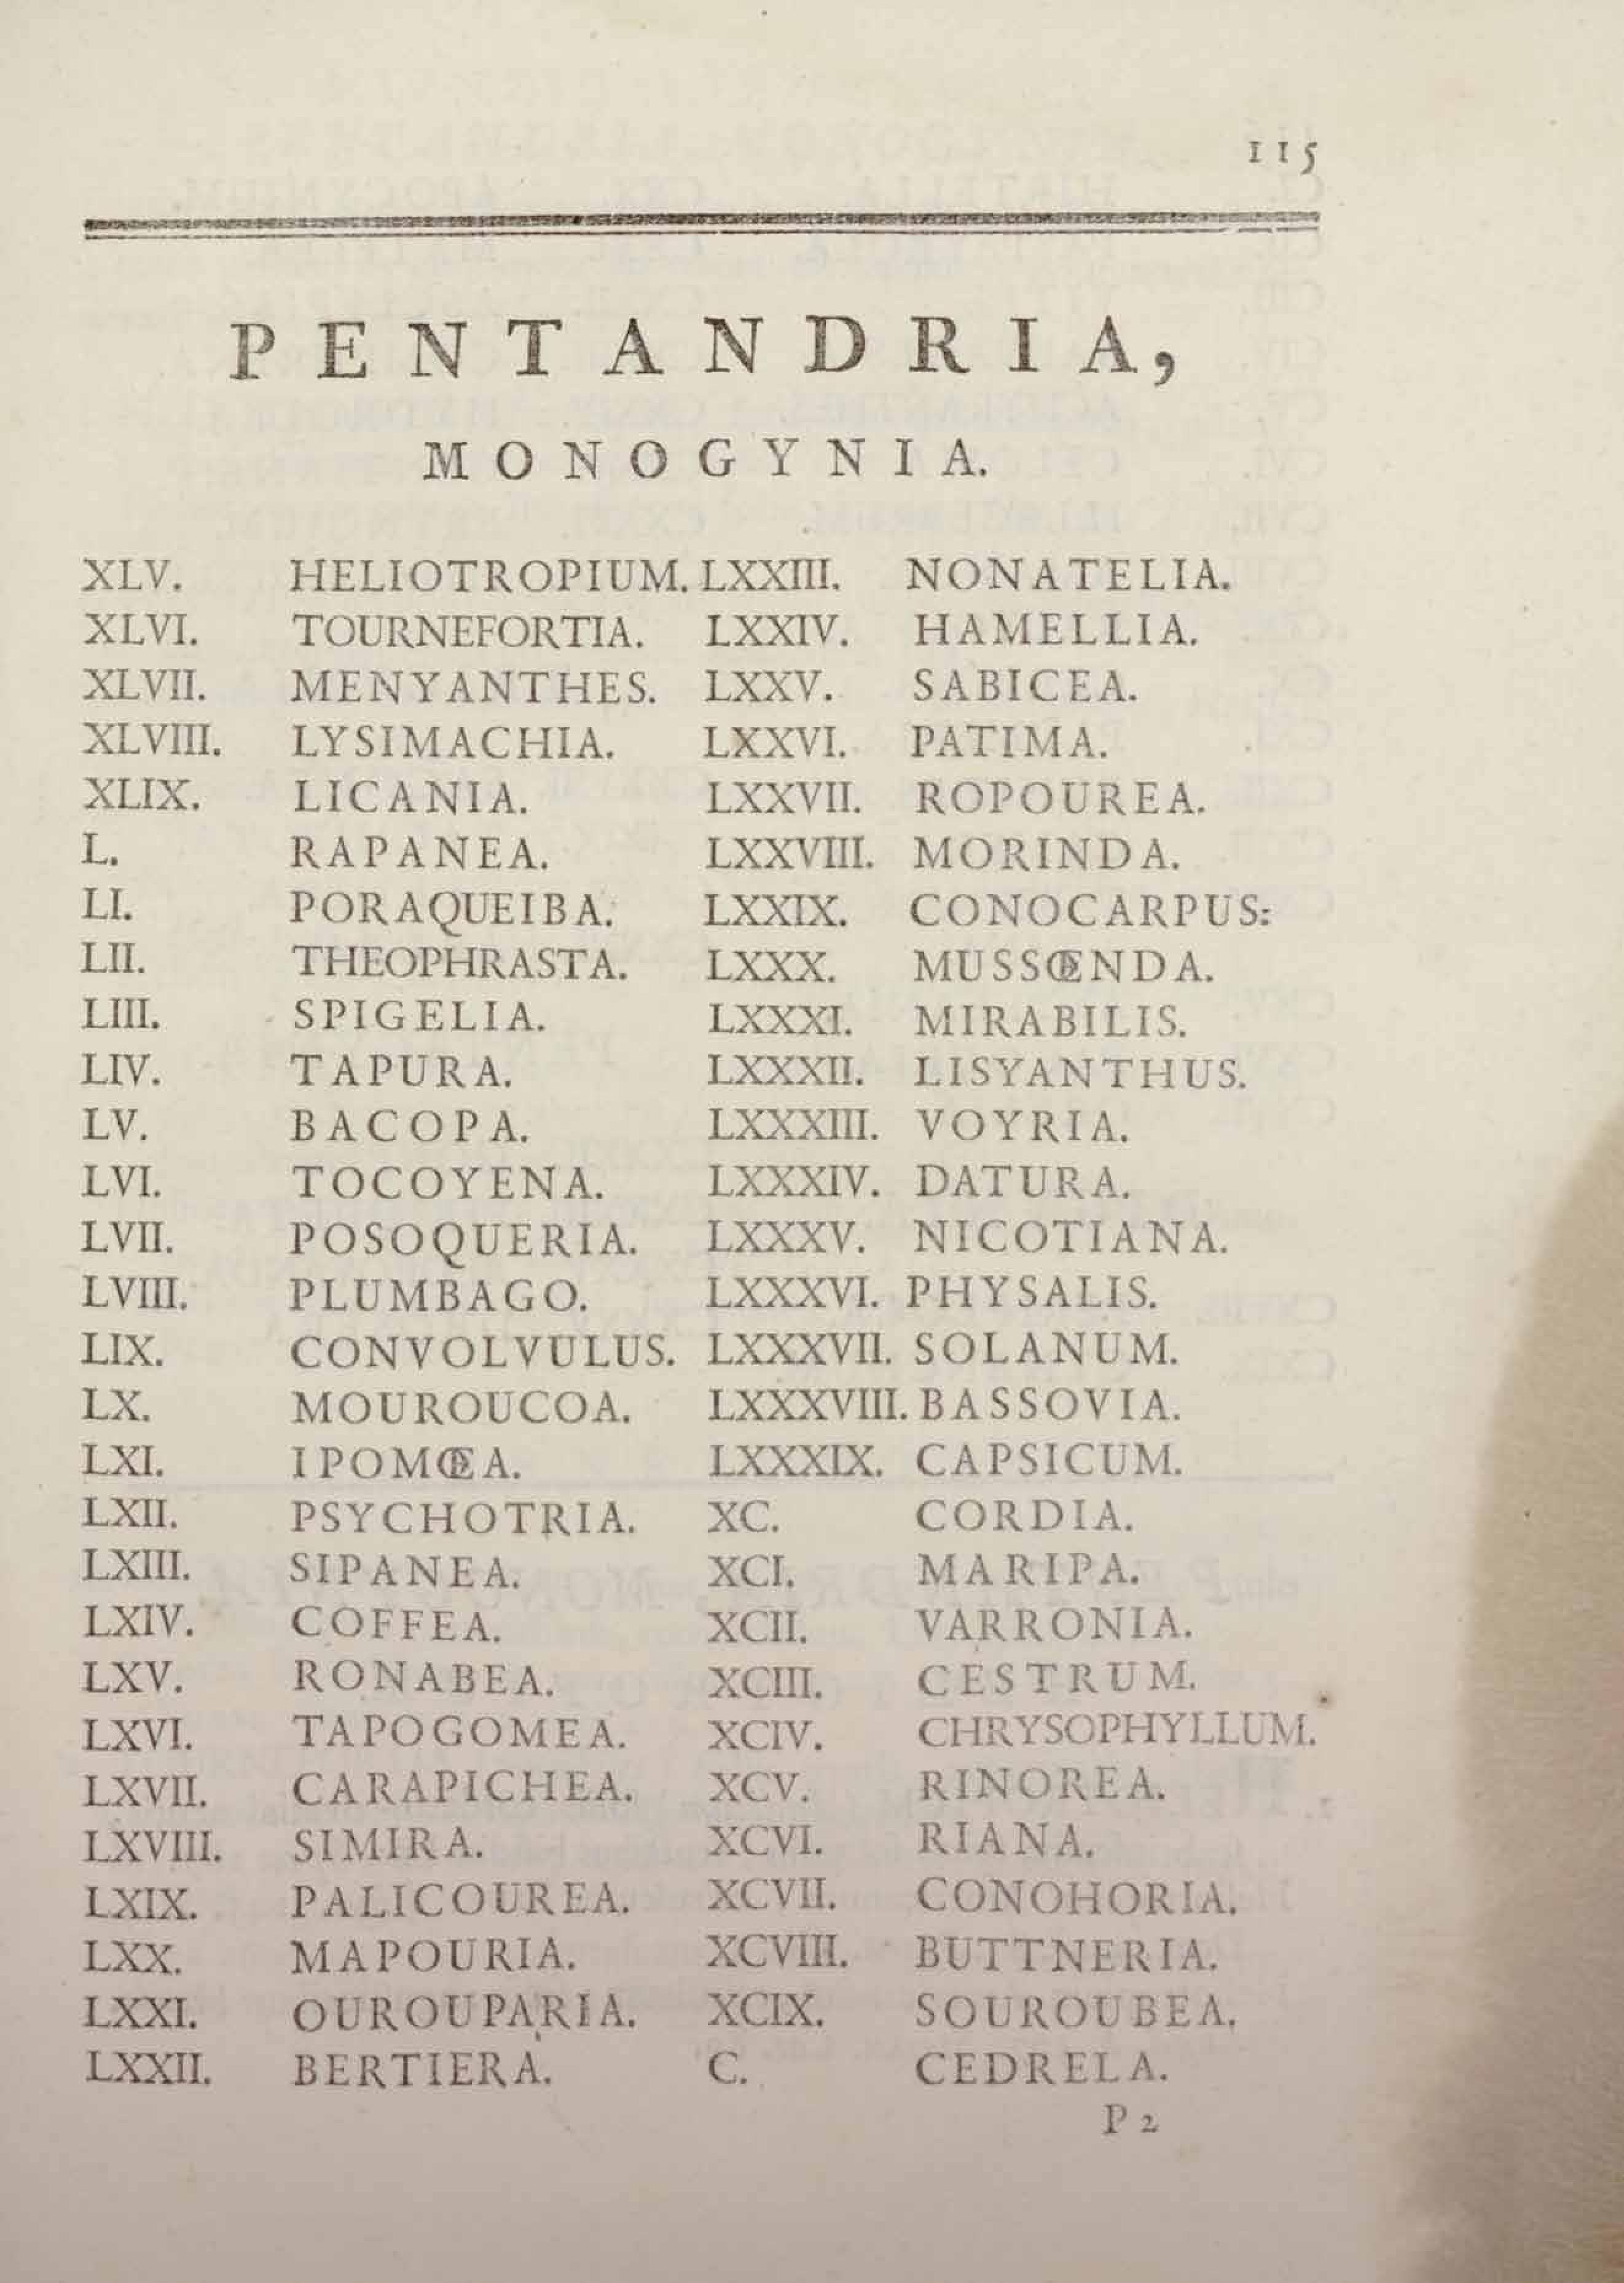 115
PENTANDRIA,
MONOGYNIA.
XLV. HELIOTROPIUM.
XLVI. TOURNEFORTIA.
XLVII. MENYANTHES.
XLVIII. LYSIMACHIA.
XLIX. LICANIA.
L. RAPANEA.
LI. PORAQUEIBA.
LII. THEOPHRASTA.
LIII. SPIGELIA.
LIV. TAPURA.
LV. BACOPA.
LVI. TOCOYENA.
LVII. POSOQUERIA.
LVIII. PLUMBAGO.
LIX. CONVOLVULUS.
LX. MOUROUCOA.
LXI. IPOMŒA.
LXII. PSYCHOTRIA.
LXIII. SIPANEA.
LXIV. COFFEA.
LXV. RONABEA.
LXVI. TAPOGOMEA.
LXVII. CARAPICHEA.
LXVIII. SIMIRA.
LXIX. PALICOUREA.
LXX. MAPOURIA.
LXXI. OUROUPARIA.
LXXII. BERTIERA.
LXXIII. NONATELIA.
LXXIV. HAMELLIA.
LXXV. SABICEA.
LXXVI. PATIMA.
LXXVII. ROPOUREA.
LXXVIII. MORINDA.
LXXIX. CONOCARPUS:
LXXX. MUSSŒNDA.
LXXXI. MIRABILIS.
LXXXII. LISYANTHUS.
LXXXIII. VOYRIA.
LXXXIV. DATURA.
LXXXV. NICOTIANA.
LXXXVI. PHYSALIS.
LXXXVII. SOLANUM.
LXXXVIII. BASSOVIA.
LXXXIX. CAPSICUM.
XC. CORDIA.
XCI. MARIPA.
XCII. VARRONIA.
XCIII. CESTRUM.
XCIV. CHRYSOPHYLLUM.
XCV. RINOREA.
XCVI. RIANA.
XCVII. CONOHORIA.
XCVIII. BUTTNERIA.
XCIX. SOUROUBEA.
C. CEDRELA.
P 2